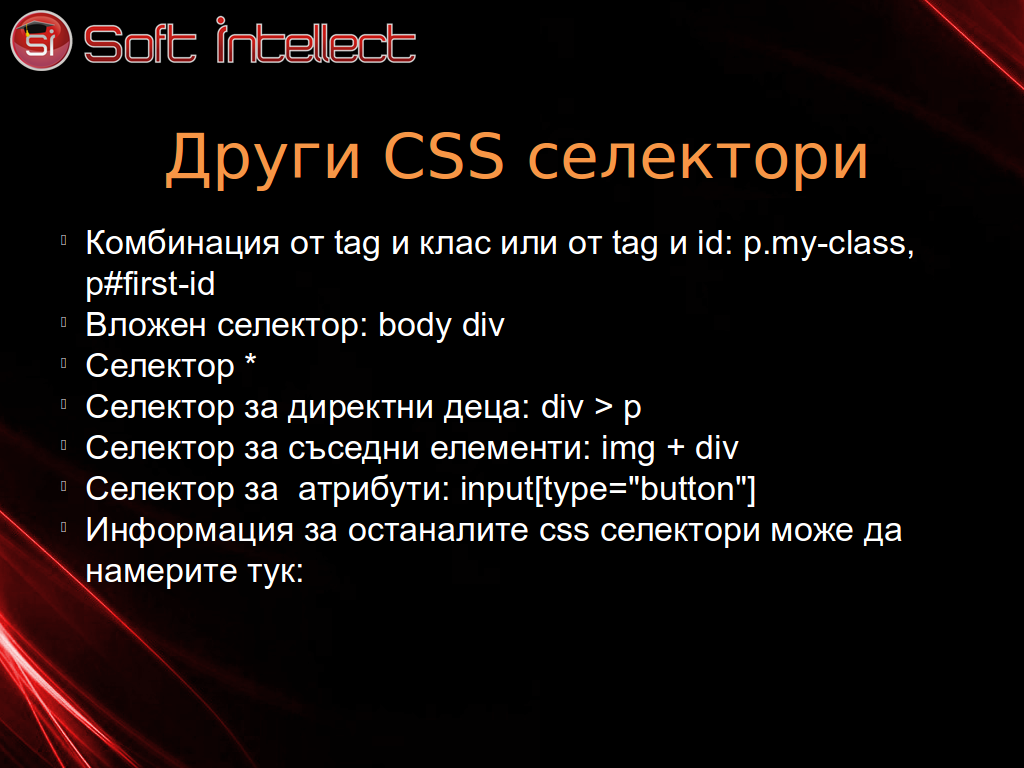 Si Soft Intellect
Други CSS селектори
Комбинация от tag и клас или от tag и id: p.my-class,
p#first-id
Вложен селектор: body div
Селектор *
Селектор за директни деца: div > p
Селектор за съседни елементи: img + div
Селектор за  атрибути: input[type="button"]
Информация за останалите css селектори може да
намерите тук: